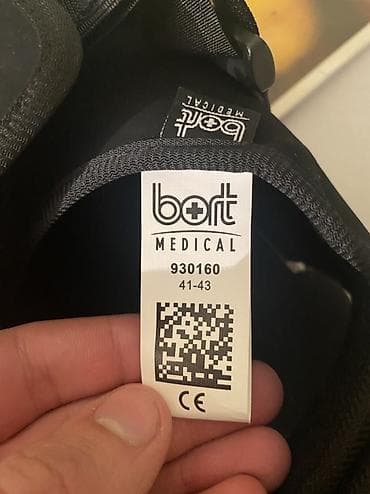 bort
MEDICAL
bort
MEDICAL
930160
41-43
CE